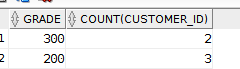 GRADE COUNT(CUSTOMER_ID)
1 300 2
2 200 3